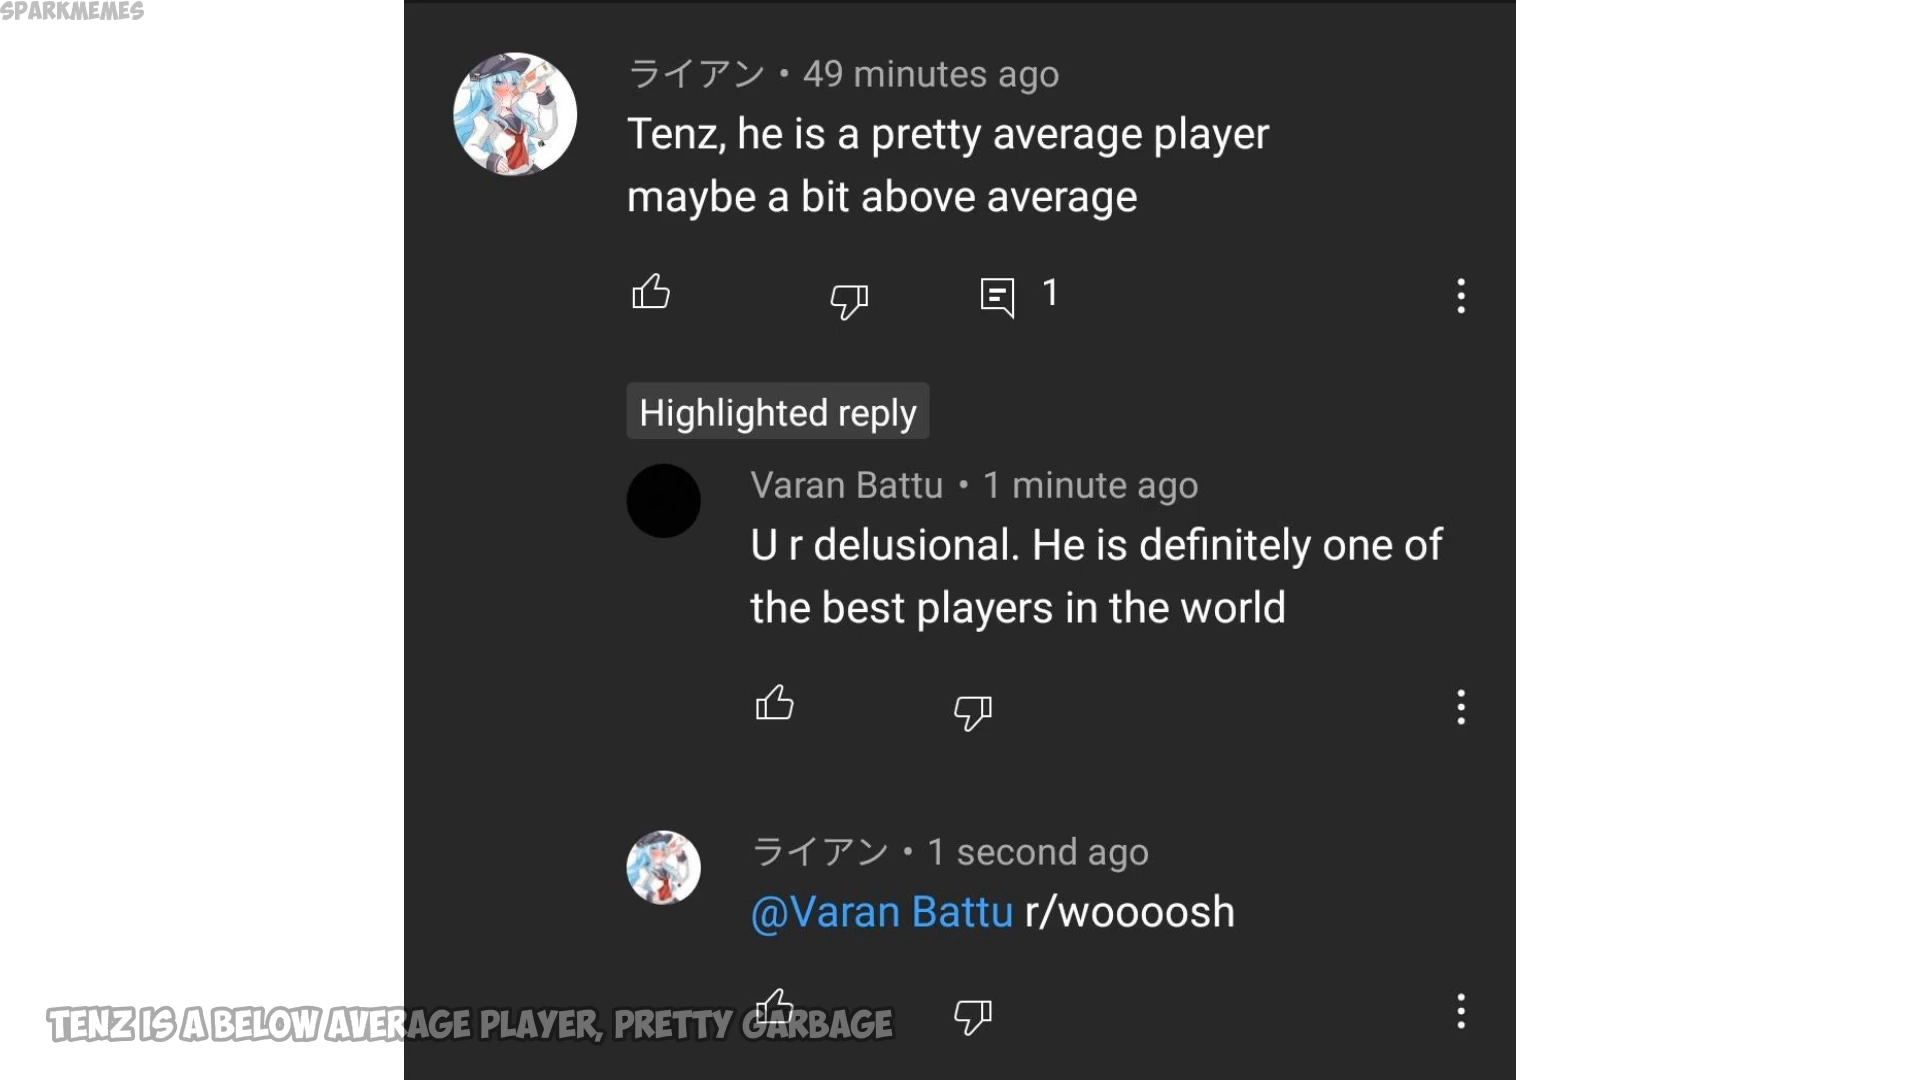 SPARKMEMES
ライアン • 49 minutes ago
Tenz, he is a pretty average player
maybe a bit above average
1
Highlighted reply
Varan Battu • 1 minute ago
U r delusional. He is definitely one of
the best players in the world
ライアン • 1 second ago
@Varan Battu r/woooosh
TENZ IS A BELOW AVERAGE PLAYER, PRETTY GARBAGE